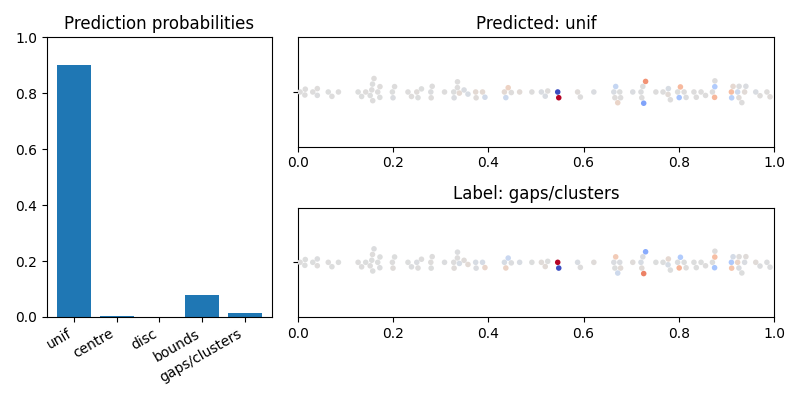 Prediction probabilities
1.0
0.8
0.6
0.4
0.2
0.0
unif
centre
disc
bounds
gaps/clusters
Predicted: unif
0.0 0.2 0.4 0.6 0.8 1.0
Label: gaps/clusters
0.0 0.2 0.4 0.6 0.8 1.0